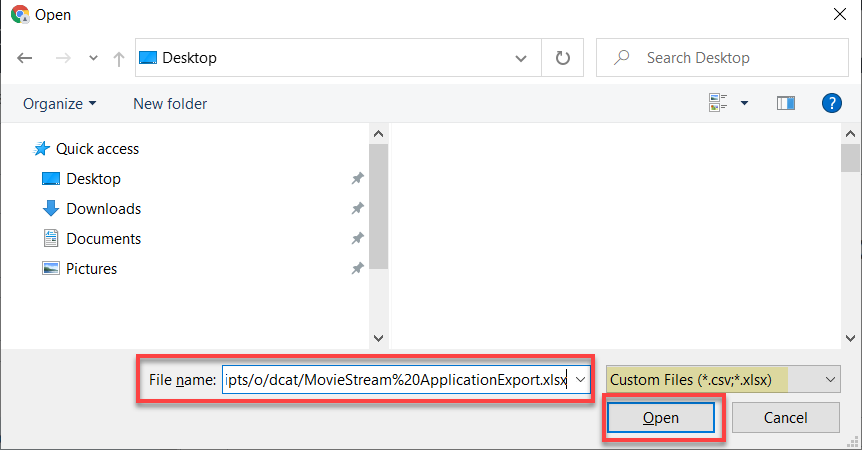 Open
Desktop
Search Desktop
Organize
New folder
?
Quick access
Desktop
Downloads
Documents
Pictures
File name: ipts/o/dcat/MovieStream%20ApplicationExport.xlsx
Custom Files (*.csv;*.xlsx)
Open
Cancel